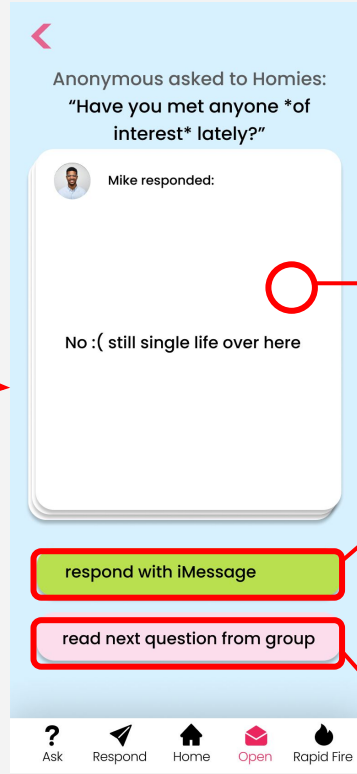 Anonymous asked to Homies:
“Have you met anyone *of
interest* lately?”
Mike responded:
No :( still single life over here
respond with iMessage
read next question from group
?
Ask
Respond
Home
Open
Rapid Fire